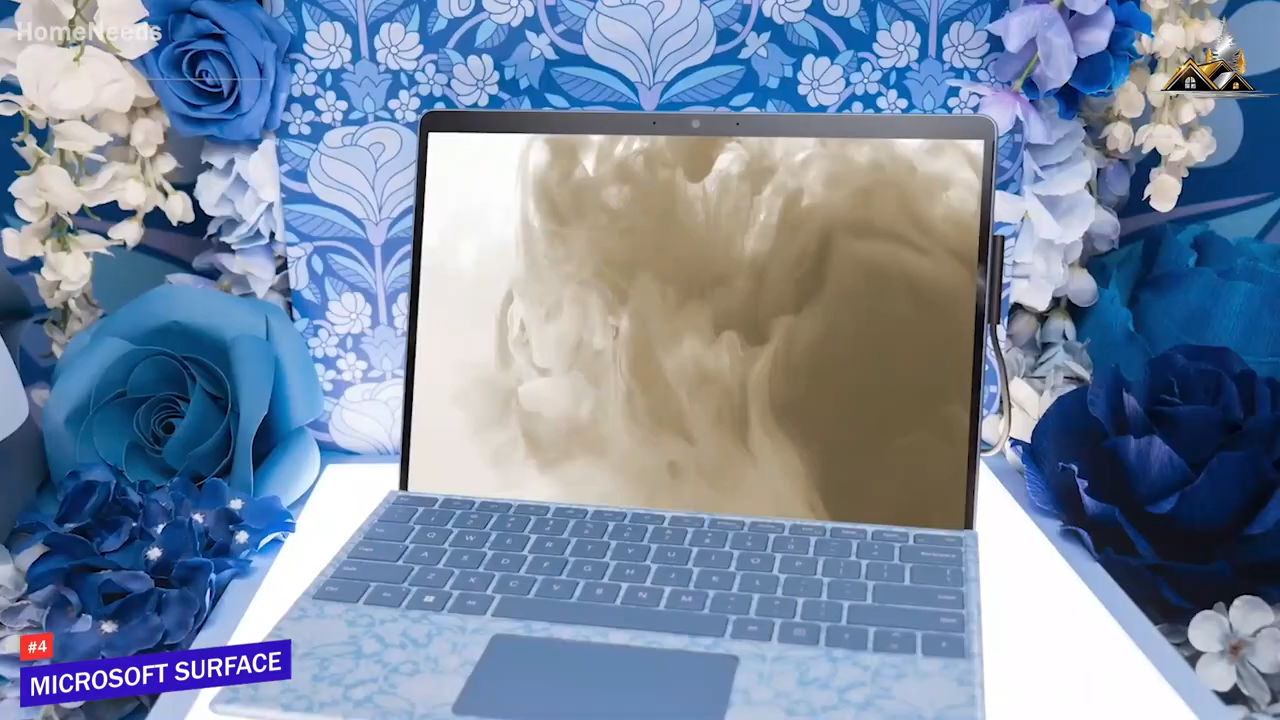 HomeNeeds
Q W E R T Y U O P
A S D F G H J K L
Z X C V B N M
#4
MICROSOFT SURFACE